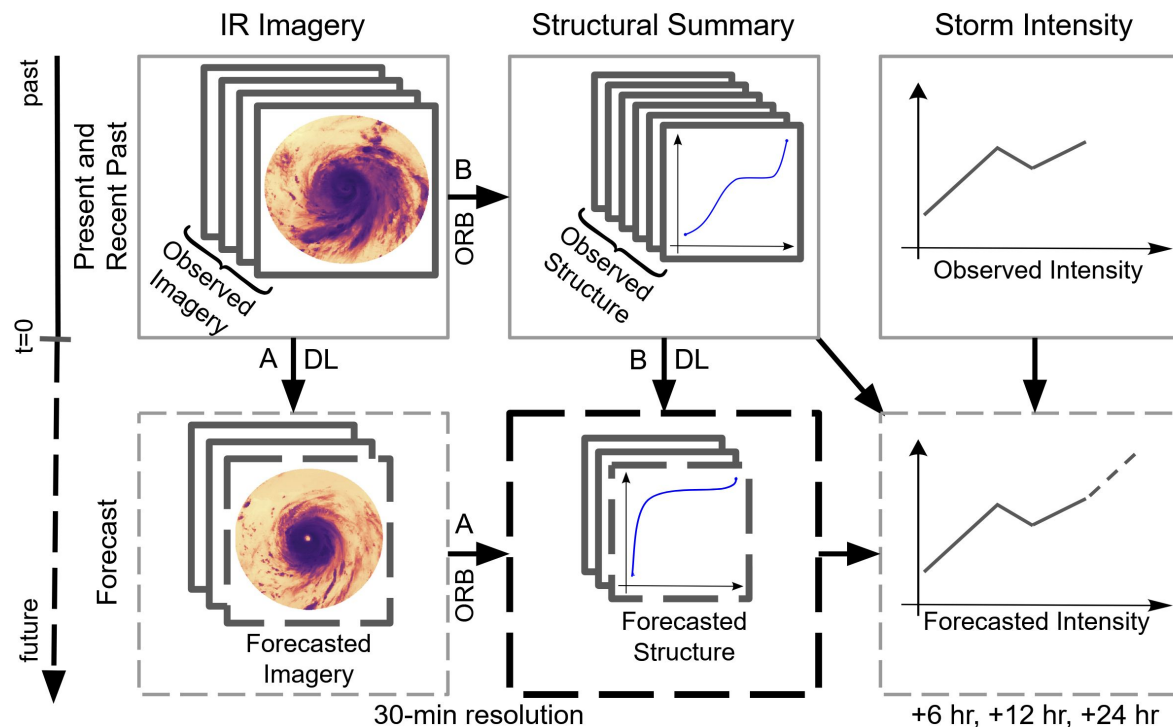 IR Imagery
Structural Summary
Storm Intensity
past
Present and
Recent Past
t=0
Observed
Imagery
B
ORB
Observed
Structure
Observed Intensity
A DL
B DL
Forecast
future
Forecasted
Imagery
A
ORB
Forecasted
Structure
Forecasted Intensity
30-min resolution
+6 hr, +12 hr, +24 hr